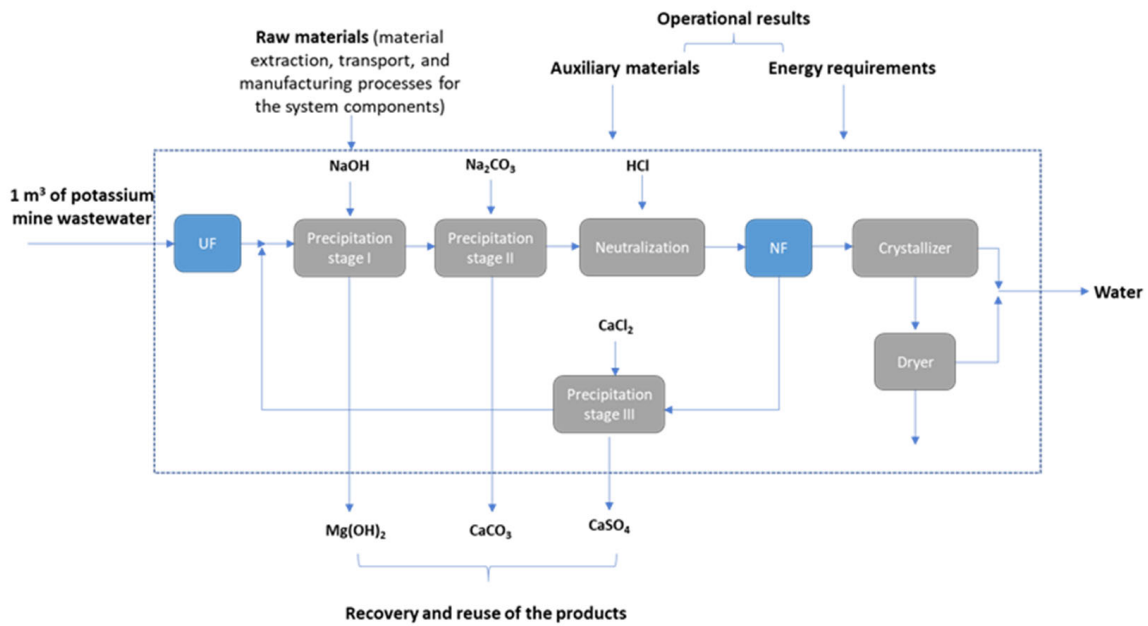 Operational results
Raw materials (material
extraction, transport, and
manufacturing processes for
the system components)
Auxiliary materials
Energy requirements
NaOH
Na₂CO₃
HCl
1 m³ of potassium
mine wastewater
UF
Precipitation
stage I
Precipitation
stage II
Neutralization
NF
Crystallizer
Water
CaCl₂
Dryer
Precipitation
stage III
Mg(OH)₂
CaCO₃
CaSO₄
Recovery and reuse of the products